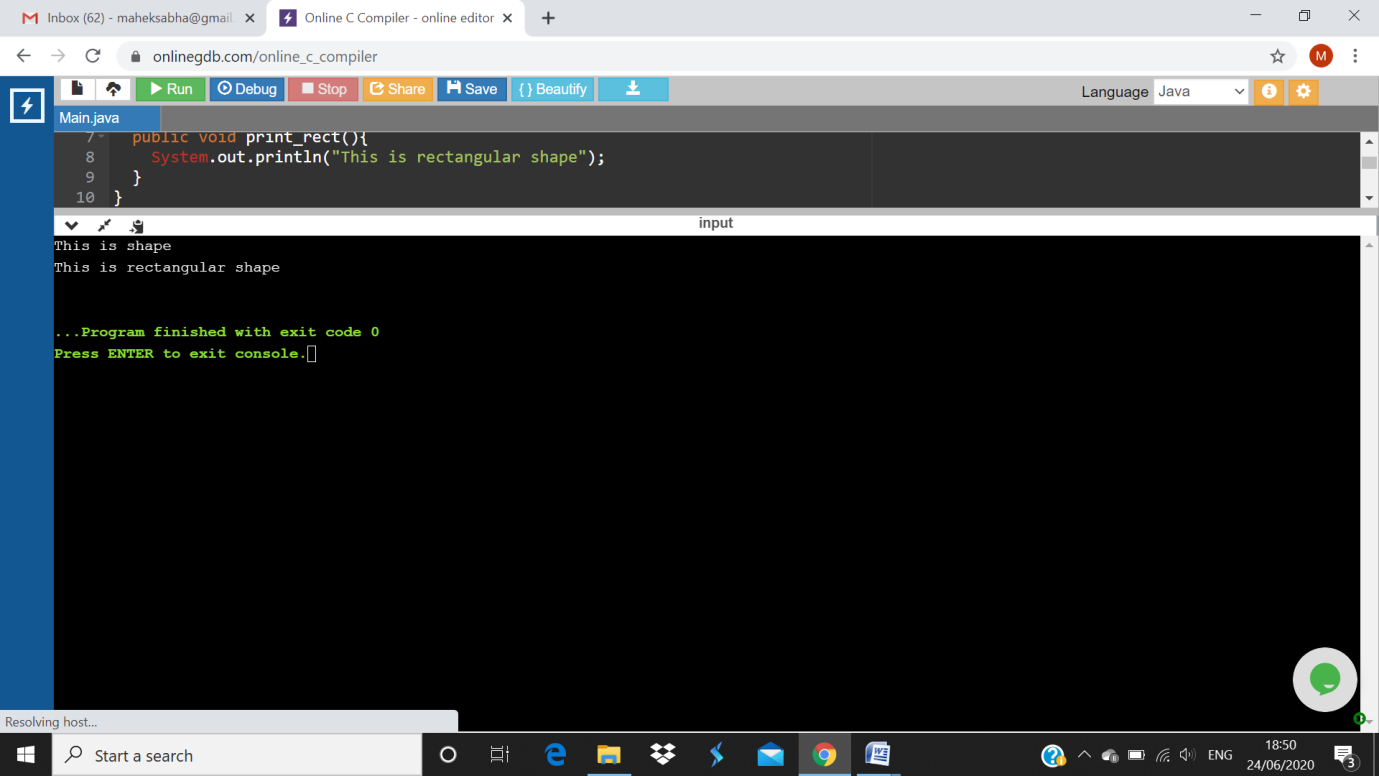 Inbox (62) - maheksabha@gmail
Online C Compiler - online editor
onlinegdb.com/online_c_compiler
M
Run
Debug
Stop
Share
Save
{ } Beautify
Language
Java
Main.java
7 public void print_rect(){
8 System.out.println("This is rectangular shape");
9 }
10 }
input
This is shape
This is rectangular shape
...Program finished with exit code 0
Press ENTER to exit console.
Resolving host...
Start a search
ENG
18:50
24/06/2020
3